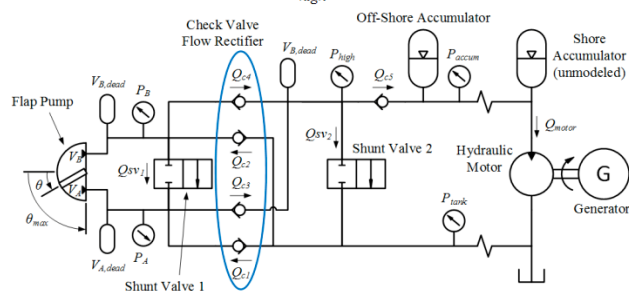 Off-Shore Accumulator
Check Valve
Flow Rectifier
Shore
Accumulator
(unmodeled)
V_B,dead
P_high
P_accum
V_B,dead
P_B
Q_c4
Q_c5
Flap Pump
Q_motor
V_B
Q_c2
Qsv_1
Qsv_2
Shunt Valve 2
Hydraulic
Motor
θ
V_A
Q_c3
G
θ_max
P_tank
Generator
V_A,dead
P_A
Q_c1
Shunt Valve 1